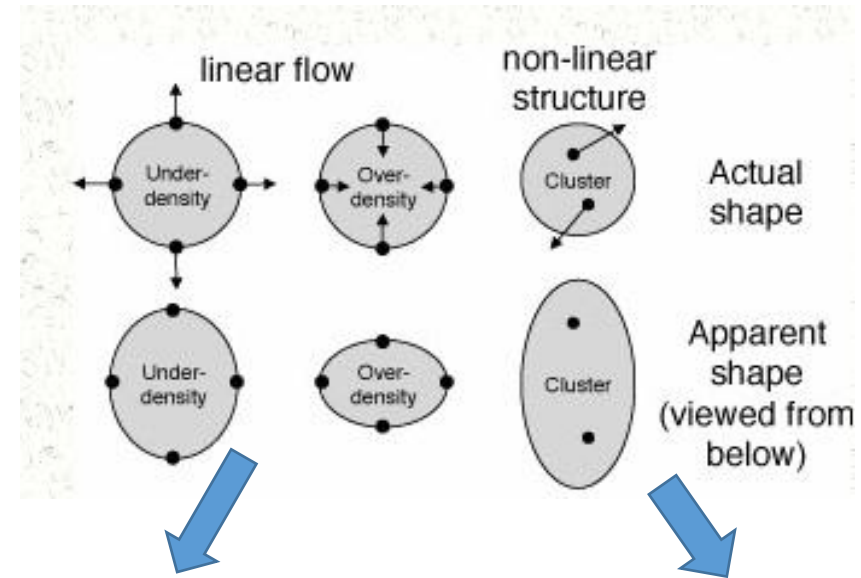 linear flow
non-linear
structure
Under-
density
Over-
density
Cluster
Actual
shape
Under-
density
Over-
density
Cluster
Apparent
shape
(viewed from
below)